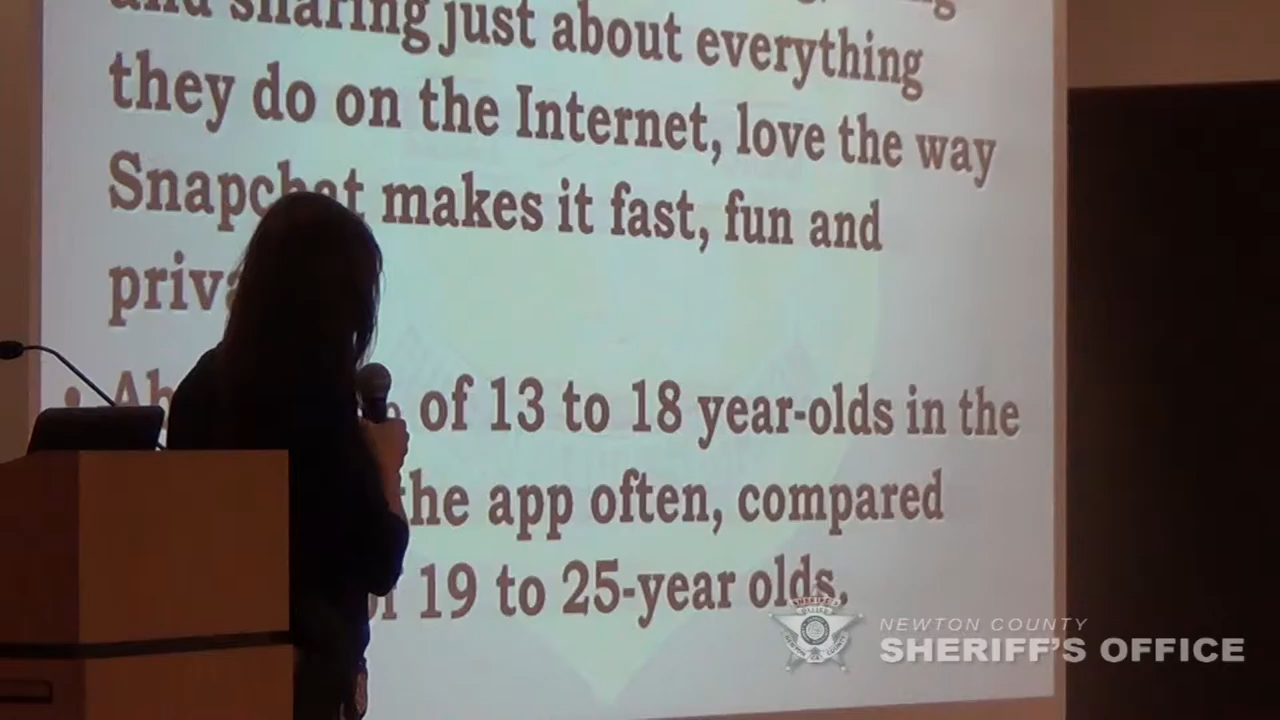 and sharing just about everything
they do on the Internet, love the way
Snapchat makes it fast, fun and
of 13 to 18 year-olds in the
the app often, compared
19 to 25-year olds.
NEWTON COUNTY
SHERIFF'S OFFICE